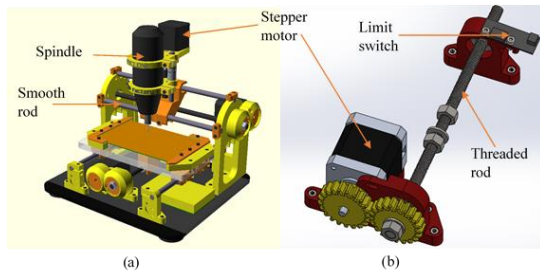 (a)
Spindle
Smooth
rod
Stepper
motor
Limit
switch
Threaded
rod
(a)
(b)